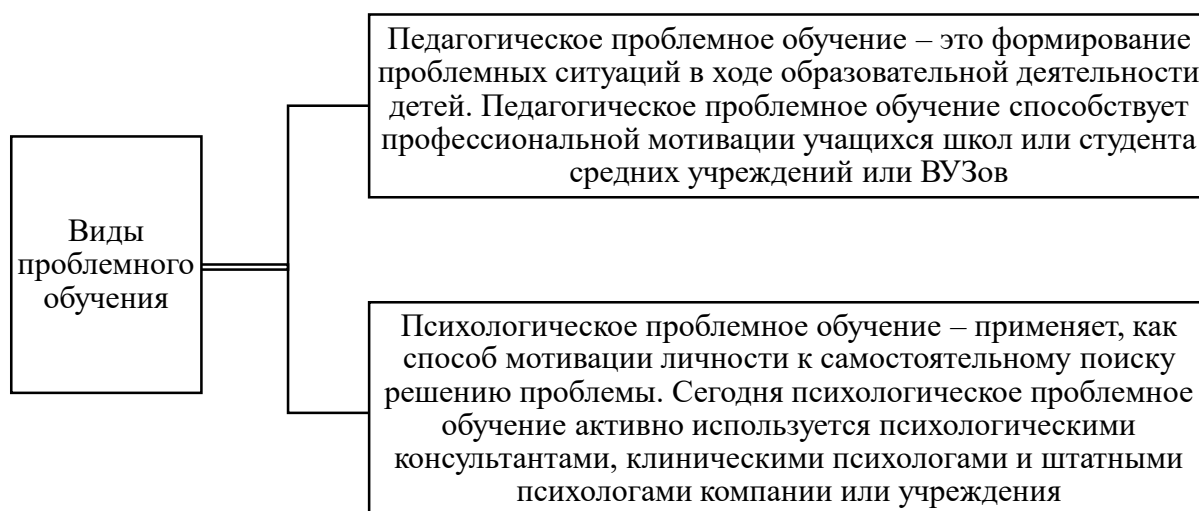 Виды
проблемного
обучения
Педагогическое проблемное обучение – это формирование
проблемных ситуаций в ходе образовательной деятельности
детей. Педагогическое проблемное обучение способствует
профессиональной мотивации учащихся школ или студента
средних учреждений или ВУЗов
Психологическое проблемное обучение – применяет, как
способ мотивации личности к самостоятельному поиску
решению проблемы. Сегодня психологическое проблемное
обучение активно используется психологическими
консультантами, клиническими психологами и штатными
психологами компании или учреждения